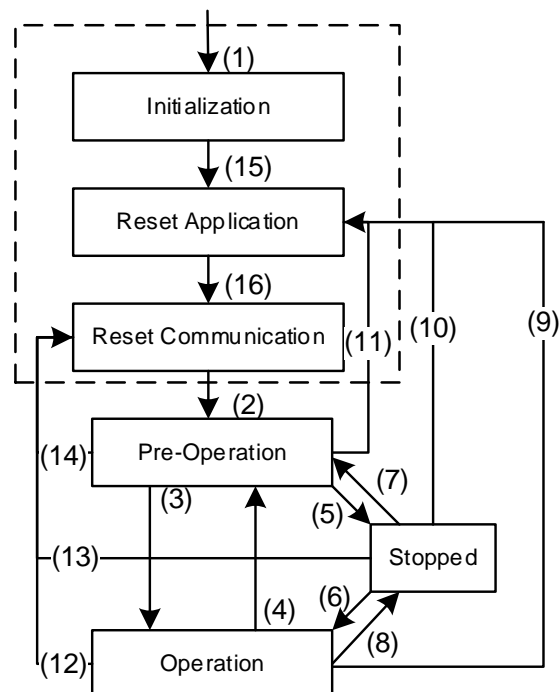 (1)
Initialization
(15)
Reset Application
(16)
(10)
(9)
Reset Communication
(11)
(2)
(14)
Pre-Operation
(7)
(3)
(5)
(13)
Stopped
(6)
(4)
(8)
(12)
Operation